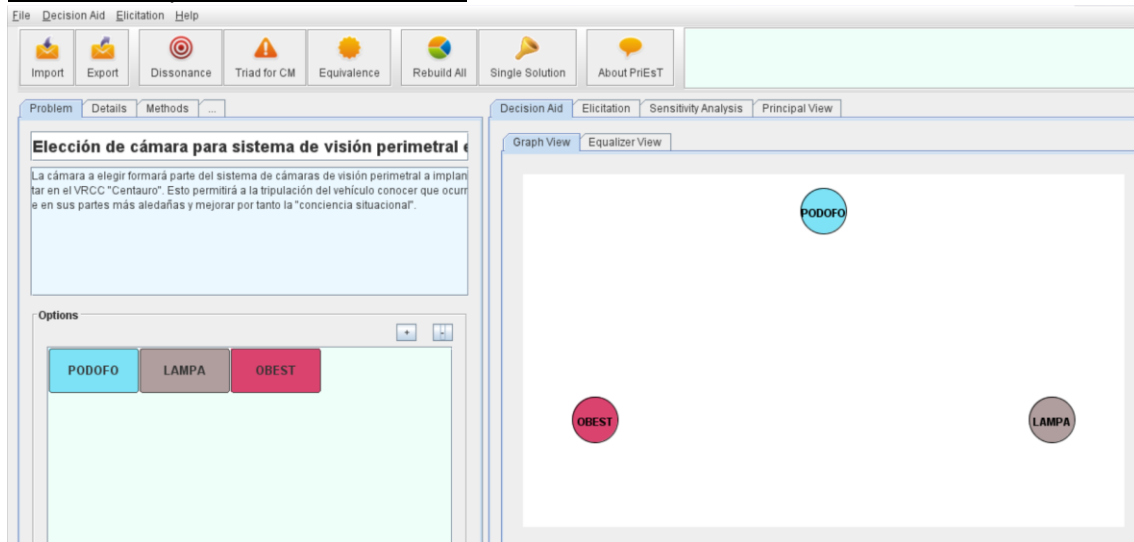 File Decision Aid Elicitation Help
Import Export Dissonance Triad for CM Equivalence Rebuild All Single Solution About PriEsT
Problem Details Methods ...
Decision Aid Elicitation Sensitivity Analysis Principal View
Graph View Equalizer View
Elección de cámara para sistema de visión perimetral e
La cámara a elegir formará parte del sistema de cámaras de visión perimetral a implan
tar en el VRCC "Centauro". Esto permitirá a la tripulación del vehículo conocer que ocurr
e en sus partes más aledañas y mejorar por tanto la "conciencia situacional".
PODOFO
Options
+ -
PODOFO LAMPA OBEST
OBEST
LAMPA